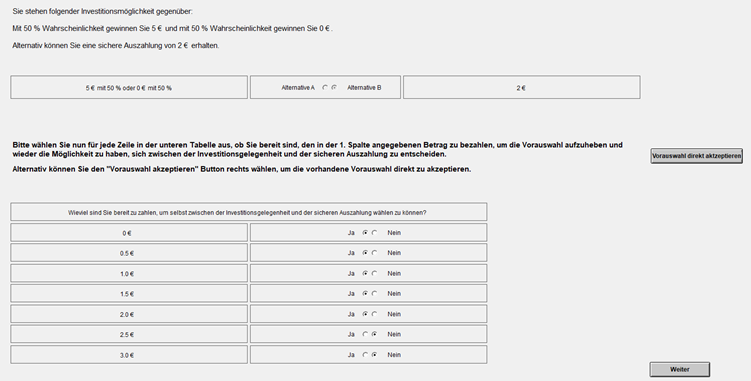 Sie stehen folgender Investitionsmöglichkeit gegenüber:
Mit 50 % Wahrscheinlichkeit gewinnen Sie 5 € und mit 50 % Wahrscheinlichkeit gewinnen Sie 0 € .
Alternativ können Sie eine sichere Auszahlung von 2 € erhalten.
5 € mit 50 % oder 0 € mit 50 % Alternative A Alternative B 2 €
Bitte wählen Sie nun für jede Zeile in der unteren Tabelle aus, ob Sie bereit sind, den in der 1. Spalte angegebenen Betrag zu bezahlen, um die Vorauswahl aufzuheben und
wieder die Möglichkeit zu haben, sich zwischen der Investitionsgelegenheit und der sicheren Auszahlung zu entscheiden.
Vorauswahl direkt aktzeptieren
Alternativ können Sie den "Vorauswahl akzeptieren" Button rechts wählen, um die vorhandene Vorauswahl direkt zu akzeptieren.
Wieviel sind Sie bereit zu zahlen, um selbst zwischen der Investitionsgelegenheit und der sicheren Auszahlung wählen zu können?
0 € Ja Nein
0.5 € Ja Nein
1.0 € Ja Nein
1.5 € Ja Nein
2.0 € Ja Nein
2.5 € Ja Nein
3.0 € Ja Nein
Weiter